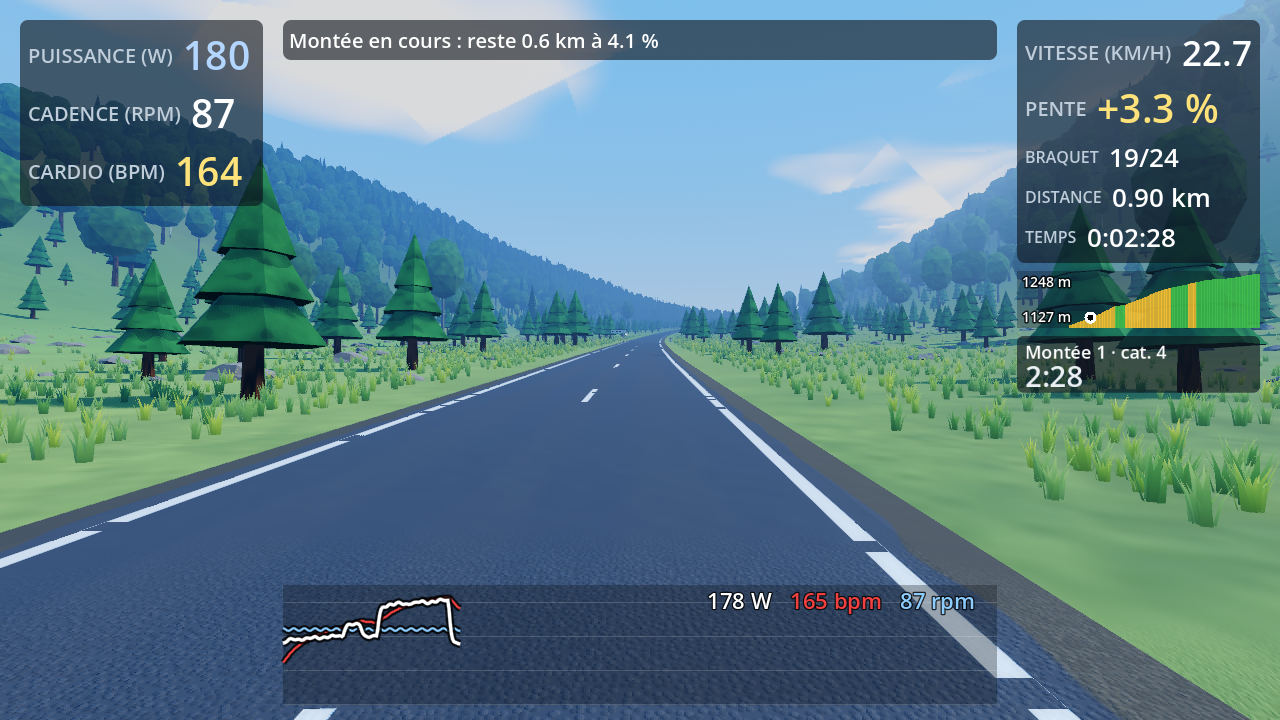 PUISSANCE (W) 180
CADENCE (RPM) 87
CARDIO (BPM) 164
Montée en cours : reste 0.6 km à 4.1 %
VITESSE (KM/H) 22.7
PENTE +3.3 %
BRAQUET 19/24
DISTANCE 0.90 km
TEMPS 0:02:28
1248 m
1127 m
Montée 1 · cat. 4
2:28
178 W 165 bpm 87 rpm